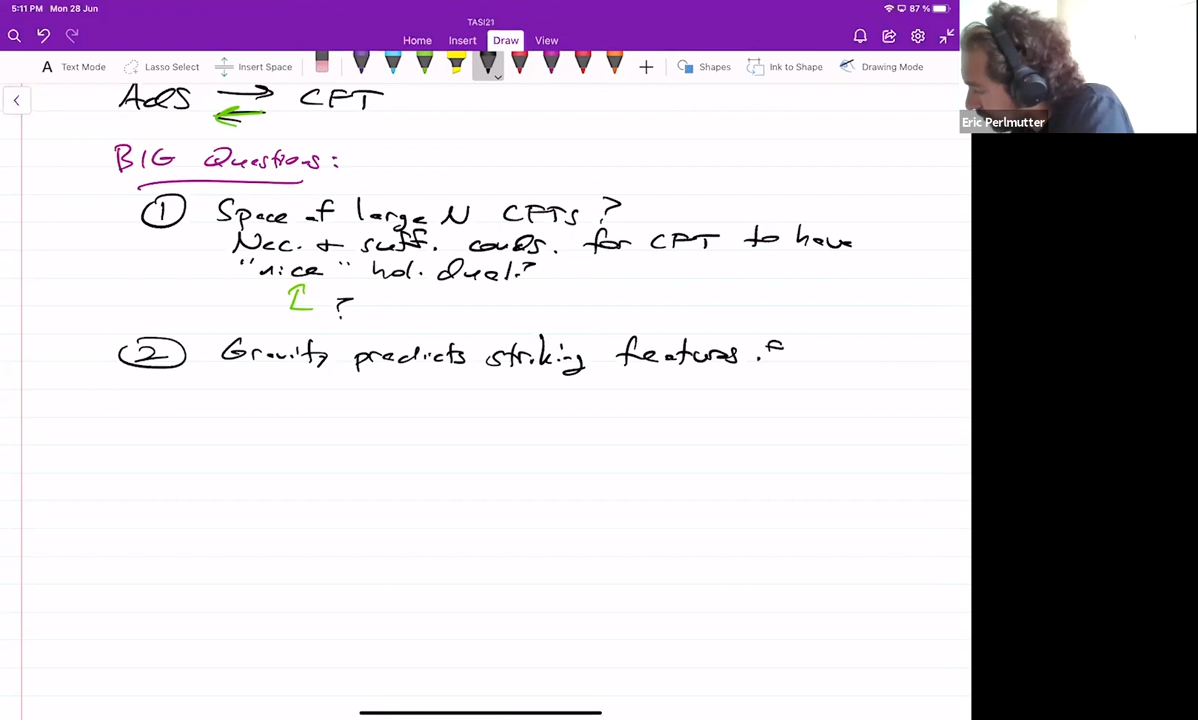 5:11 PM Mon 28 Jun
87 %
TASI21
Home Insert Draw View
A Text Mode Lasso Select Insert Space Shapes Ink to Shape Drawing Mode
Eric Perlmutter
AdS → CFT
←
BIG Questions:
① Space of large N CFTs ?
Nec. + suff. conds. for CFT to have
"nice" hol. dual?
↑ ?
② Gravity predicts striking features of